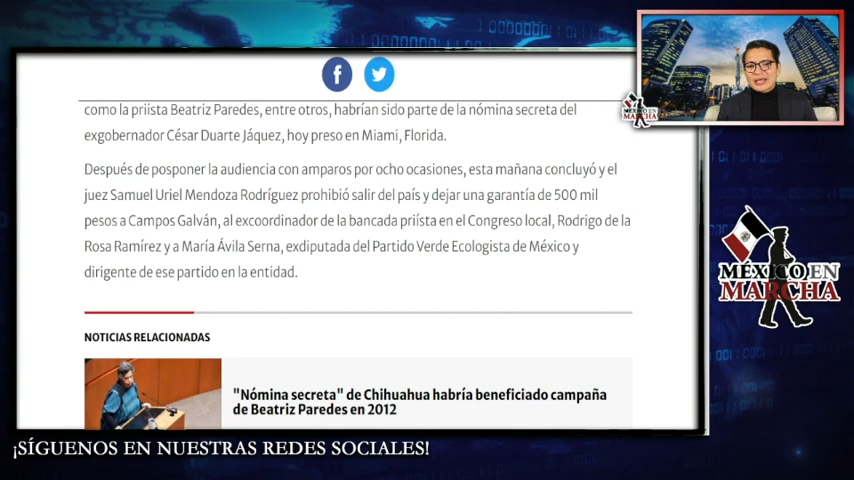 como la priista Beatriz Paredes, entre otros, habrían sido parte de la nómina secreta del
exgobernador César Duarte Jáquez, hoy preso en Miami, Florida.
Después de posponer la audiencia con amparos por ocho ocasiones, esta mañana concluyó y el
juez Samuel Uriel Mendoza Rodríguez prohibió salir del país y dejar una garantía de 500 mil
pesos a Campos Galván, al excoordinador de la bancada priísta en el Congreso local, Rodrigo de la
Rosa Ramírez y a María Ávila Serna, exdiputada del Partido Verde Ecologista de México y
dirigente de ese partido en la entidad.
NOTICIAS RELACIONADAS
"Nómina secreta" de Chihuahua habría beneficiado campaña
de Beatriz Paredes en 2012
MÉXICO EN
MARCHA
MÉXICO EN
MARCHA
¡SÍGUENOS EN NUESTRAS REDES SOCIALES!